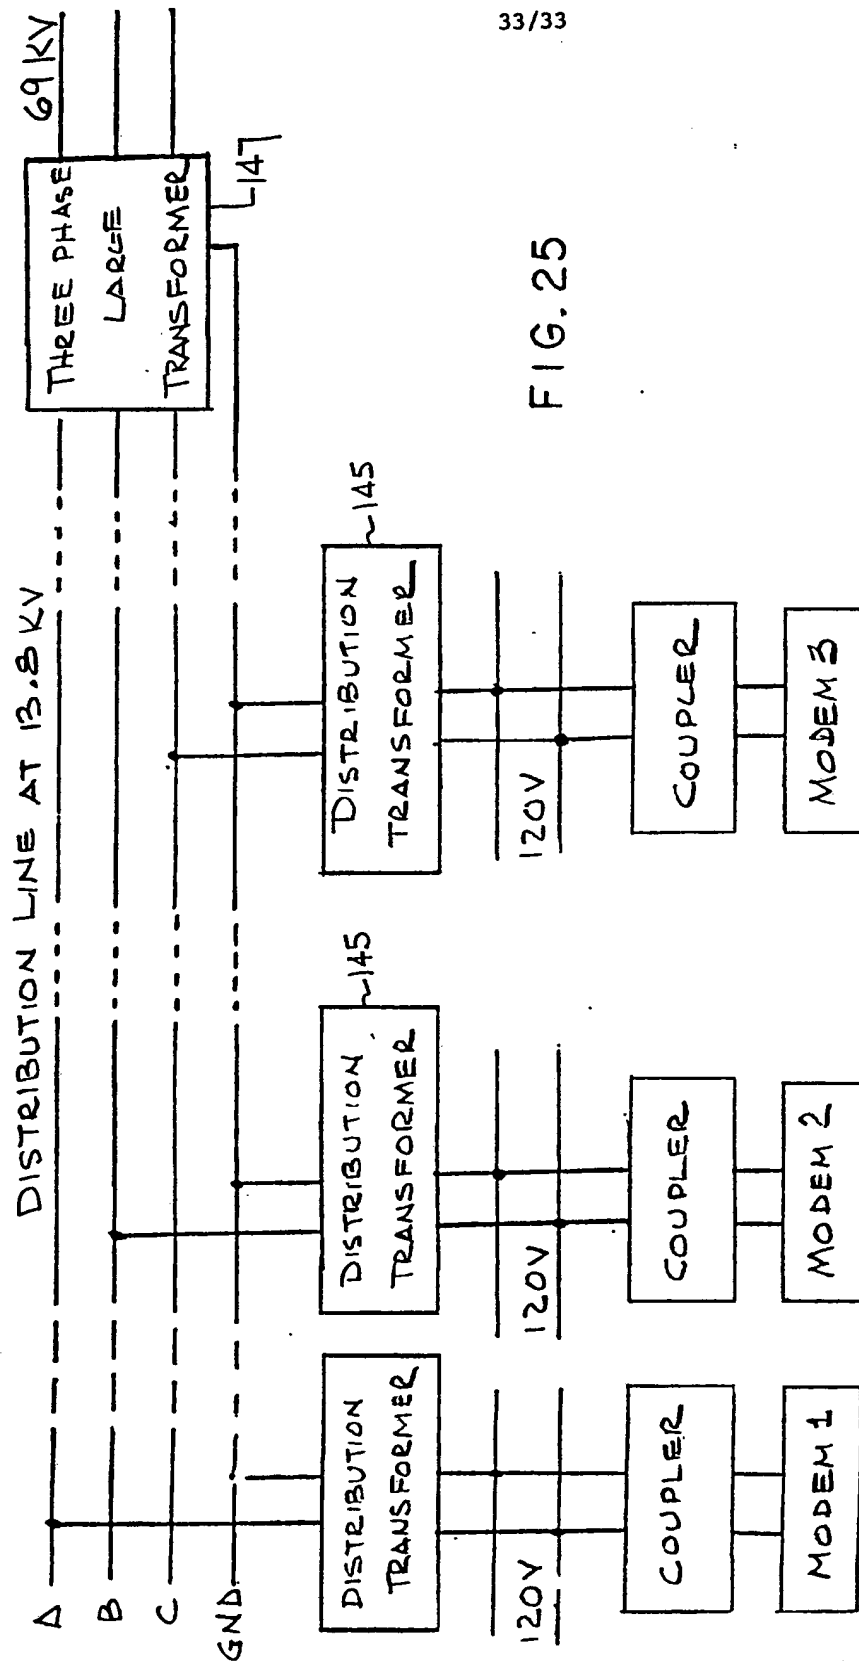 33/33
DISTRIBUTION LINE AT 13.8 KV
69 KV
A
B
C
GND
THREE PHASE
LARGE
TRANSFORMER
147
DISTRIBUTION
TRANSFORMER
DISTRIBUTION
TRANSFORMER
145
DISTRIBUTION
TRANSFORMER
145
120V
120V
120V
COUPLER
COUPLER
COUPLER
MODEM 1
MODEM 2
MODEM 3
FIG. 25